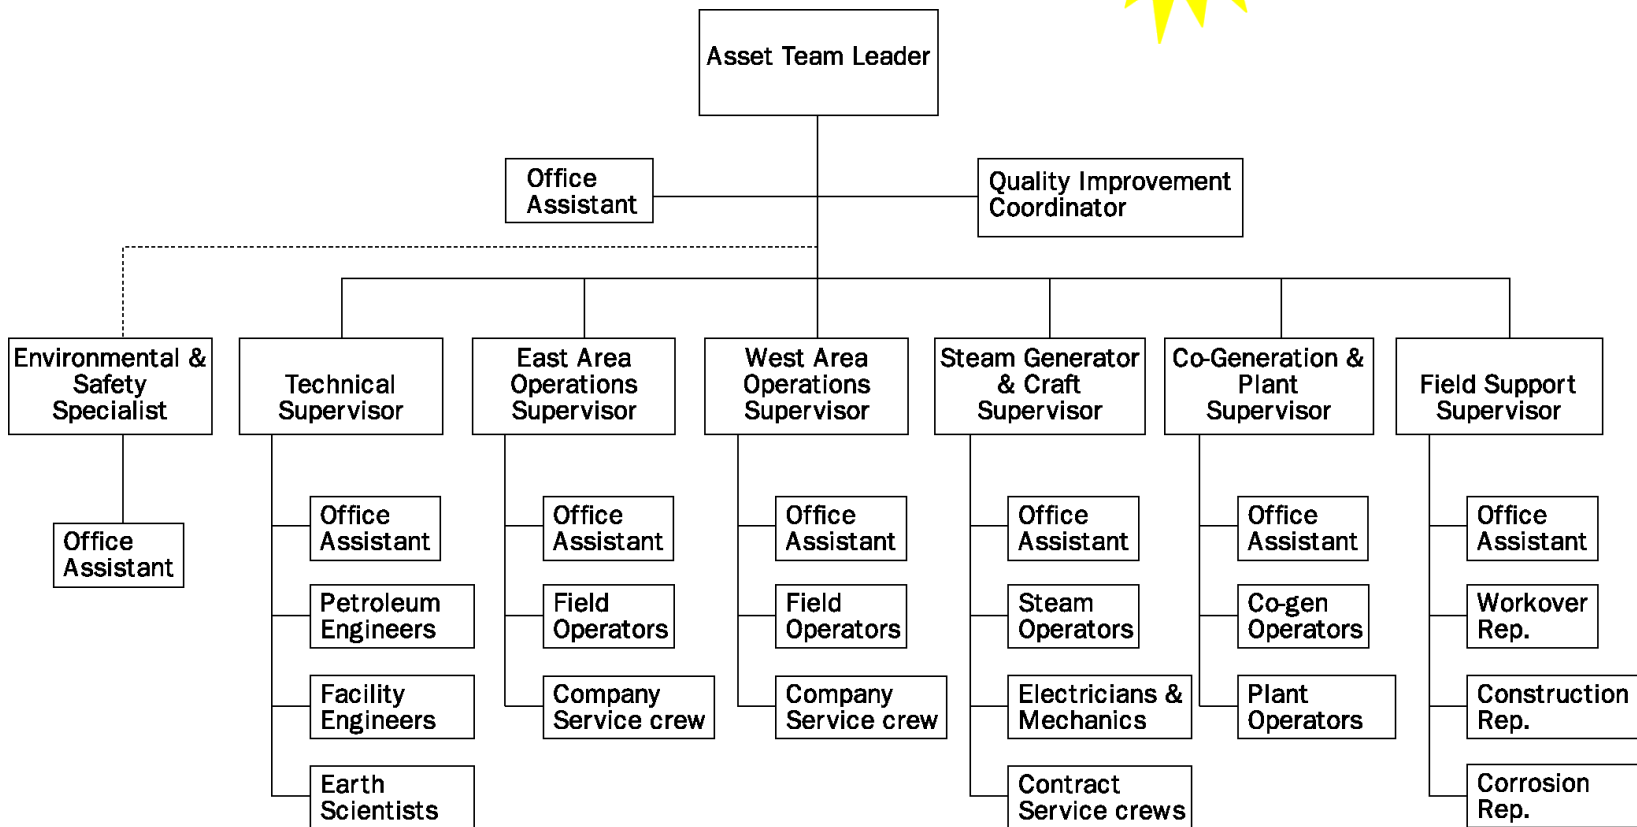 Asset Team Leader
Office
Assistant
Quality Improvement
Coordinator
Environmental &
Safety
Specialist
Technical
Supervisor
East Area
Operations
Supervisor
West Area
Operations
Supervisor
Steam Generator
& Craft
Supervisor
Co-Generation &
Plant
Supervisor
Field Support
Supervisor
Office
Assistant
Office
Assistant
Petroleum
Engineers
Facility
Engineers
Earth
Scientists
Office
Assistant
Field
Operators
Company
Service crew
Office
Assistant
Field
Operators
Company
Service crew
Office
Assistant
Steam
Operators
Electricians &
Mechanics
Contract
Service crews
Office
Assistant
Co-gen
Operators
Plant
Operators
Office
Assistant
Workover
Rep.
Construction
Rep.
Corrosion
Rep.